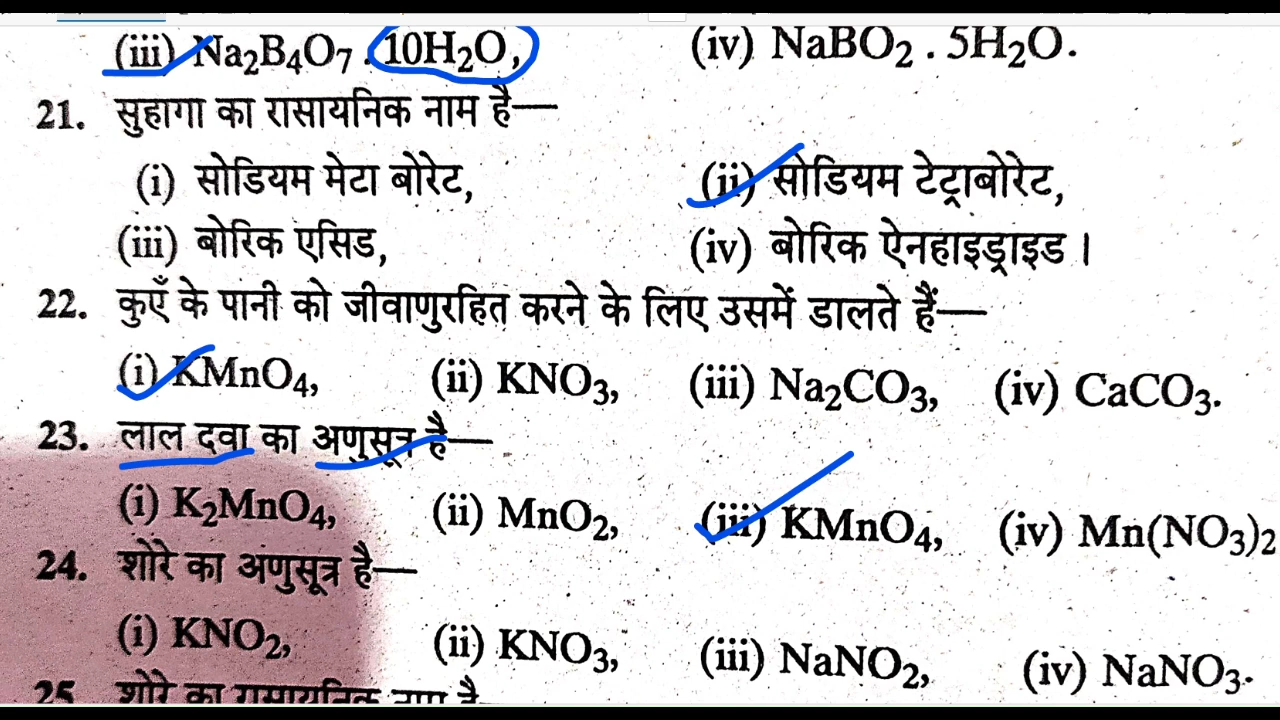 (iii) Na₂B₄O₇ . 10H₂O, (iv) NaBO₂ . 5H₂O.
21. सुहागा का रासायनिक नाम है—
(i) सोडियम मेटा बोरेट, (ii) सोडियम टेट्राबोरेट,
(iii) बोरिक एसिड, (iv) बोरिक ऐनहाइड्राइड ।
22. कुएँ के पानी को जीवाणुरहित करने के लिए उसमें डालते हैं—
(i) KMnO₄, (ii) KNO₃, (iii) Na₂CO₃, (iv) CaCO₃.
23. लाल दवा का अणुसूत्र है—
(i) K₂MnO₄, (ii) MnO₂, (iii) KMnO₄, (iv) Mn(NO₃)₂
24. शोरे का अणुसूत्र है—
(i) KNO₂, (ii) KNO₃, (iii) NaNO₂, (iv) NaNO₃.
25 शोरे का रासायनिक नाम है